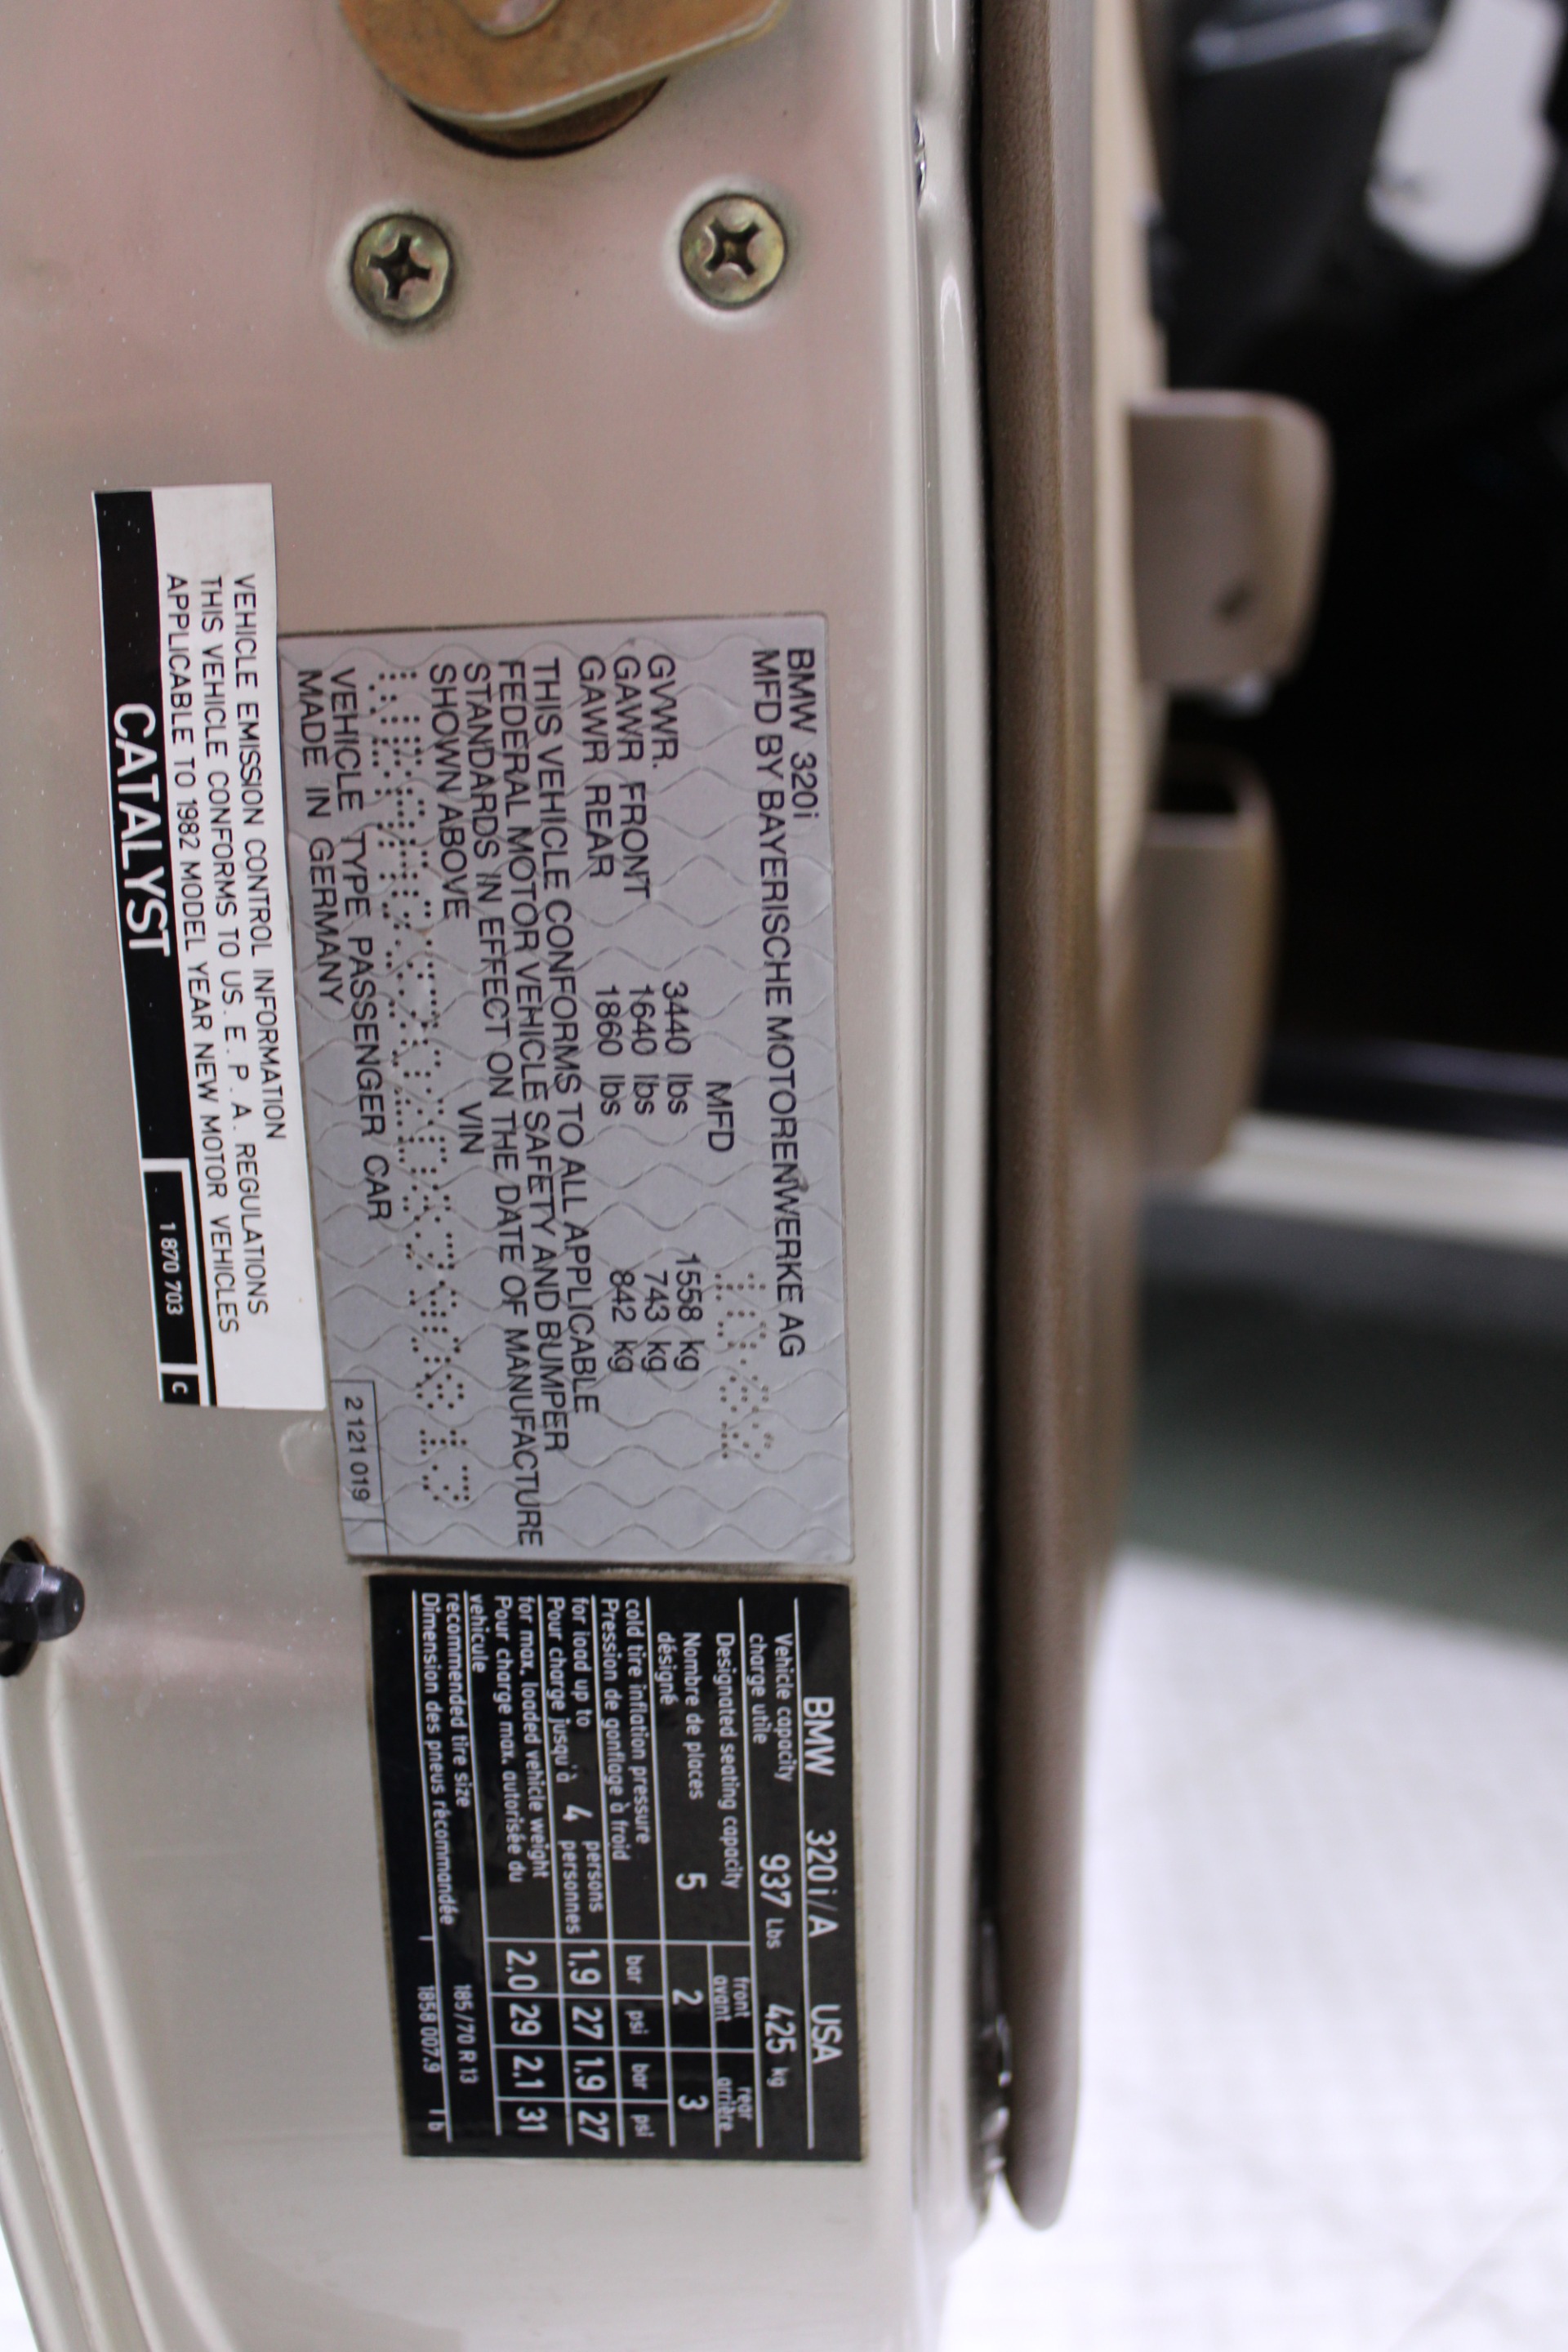 BMW 320i
MFD BY BAYERISCHE MOTORENWERKE AG
MFD
GVWR. 3440 lbs 1558 kg
GAWR FRONT 1640 lbs 743 kg
GAWR REAR 1860 lbs 842 kg
THIS VEHICLE CONFORMS TO ALL APPLICABLE
FEDERAL MOTOR VEHICLE SAFETY AND BUMPER
STANDARDS IN EFFECT ON THE DATE OF MANUFACTURE
SHOWN ABOVE VIN
VEHICLE TYPE PASSENGER CAR
MADE IN GERMANY
2 121 019
VEHICLE EMISSION CONTROL INFORMATION
THIS VEHICLE CONFORMS TO U.S. E. P. A. REGULATIONS
APPLICABLE TO 1982 MODEL YEAR NEW MOTOR VEHICLES
CATALYST
1 870 703 C
BMW 320 i/A USA
Vehicle capacity 937 Lbs 425 kg
charge utile
Designated seating capacity front rear
avant arrière
Nombre de places 5 2 3
désigné
cold tire inflation pressure bar psi bar psi
Pression de gonflage à froid
for load up to persons
Pour charge jusqu'à 4 personnes 1,9 27 1,9 27
for max. loaded vehicle weight 2,0 29 2,1 31
Pour charge max. autorisée du
vehicule
recommended tire size 185/70 R 13
Dimension des pneus récommandée 1858 007.9 I b